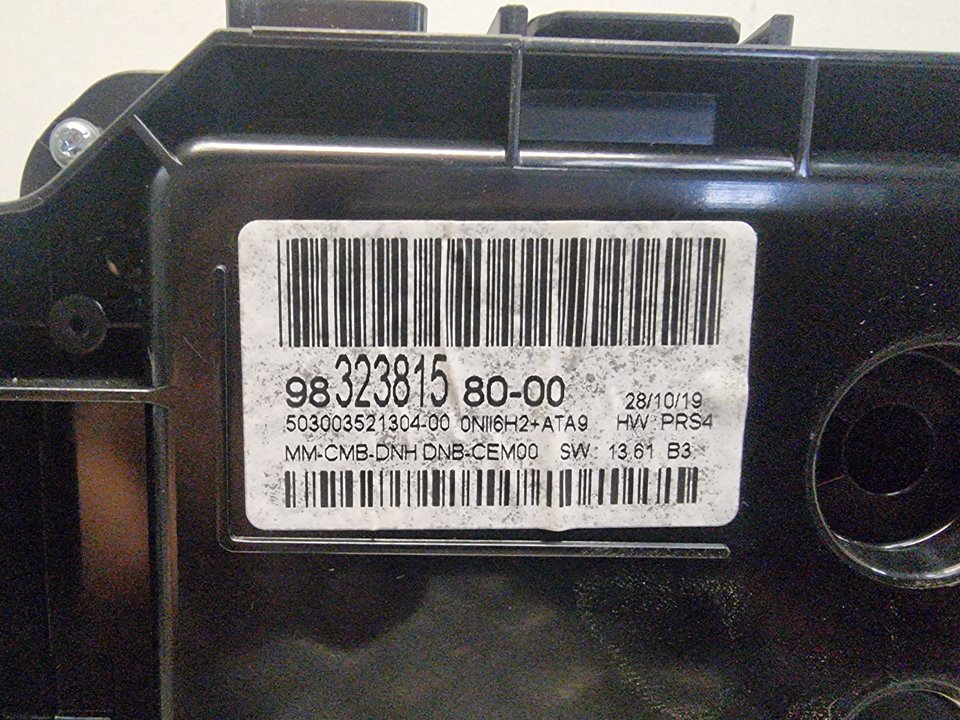 98 323815 80-00 28/10/19
503003521304-00 0NII6H2+ATA9 HW: PRS4
MM-CMB-DNH DNB-CEM00 SW: 13.61 B3